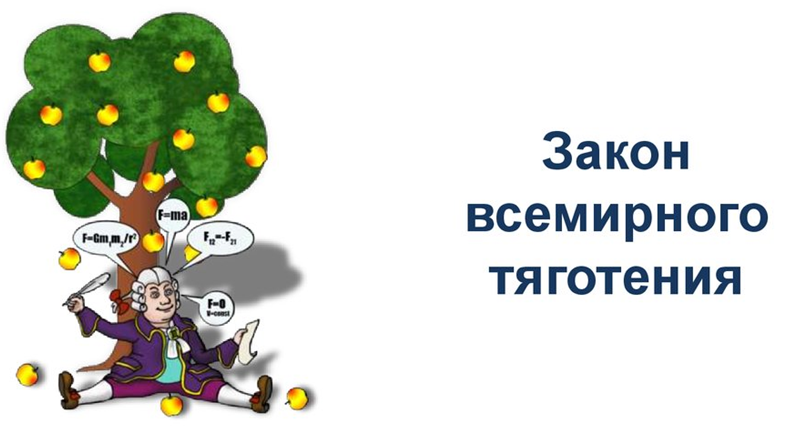 F=ma
F=Gm₁m₂/r²
F₁₂=-F₂₁
F=0
V=const
Закон
всемирного
тяготения